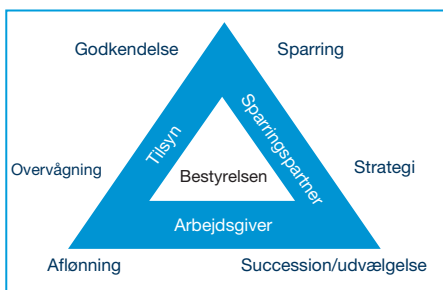 Godkendelse
Sparring
Tilsyn
Sparringspartner
Overvågning
Bestyrelsen
Strategi
Arbejdsgiver
Aflønning
Succession/udvælgelse